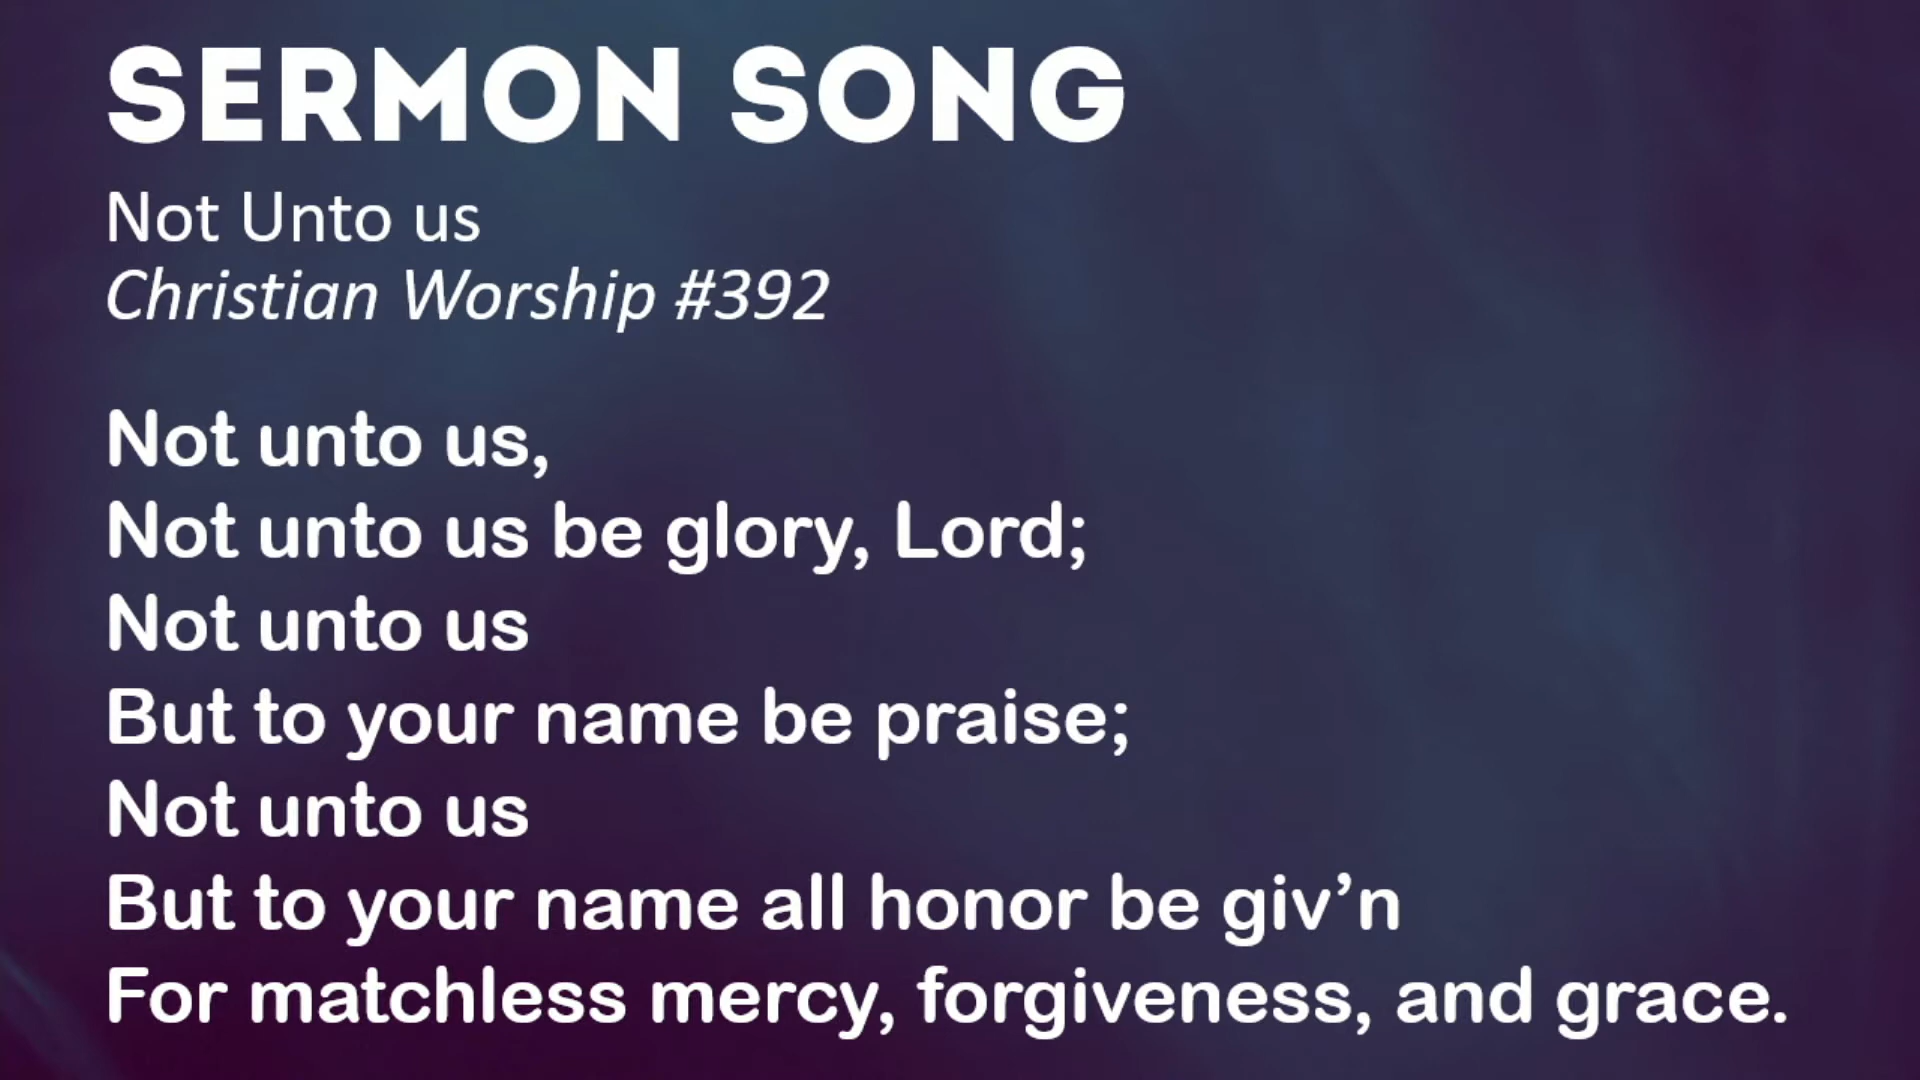 SERMON SONG
Not Unto us
Christian Worship #392
Not unto us,
Not unto us be glory, Lord;
Not unto us
But to your name be praise;
Not unto us
But to your name all honor be giv’n
For matchless mercy, forgiveness, and grace.